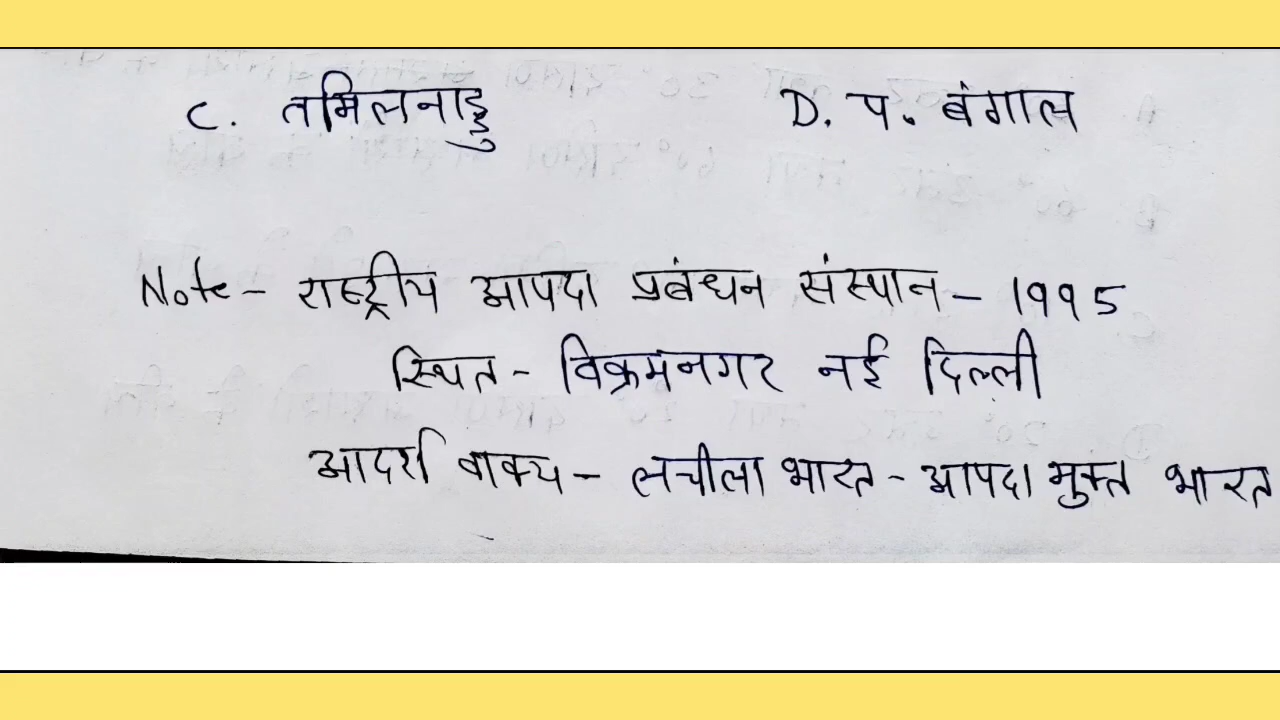 C. तमिलनाडु D. प. बंगाल
Note - राष्ट्रीय आपदा प्रबंधन संस्थान - 1995
स्थित - विक्रमनगर नई दिल्ली
आदर्श वाक्य - लचीला भारत - आपदा मुक्त भारत